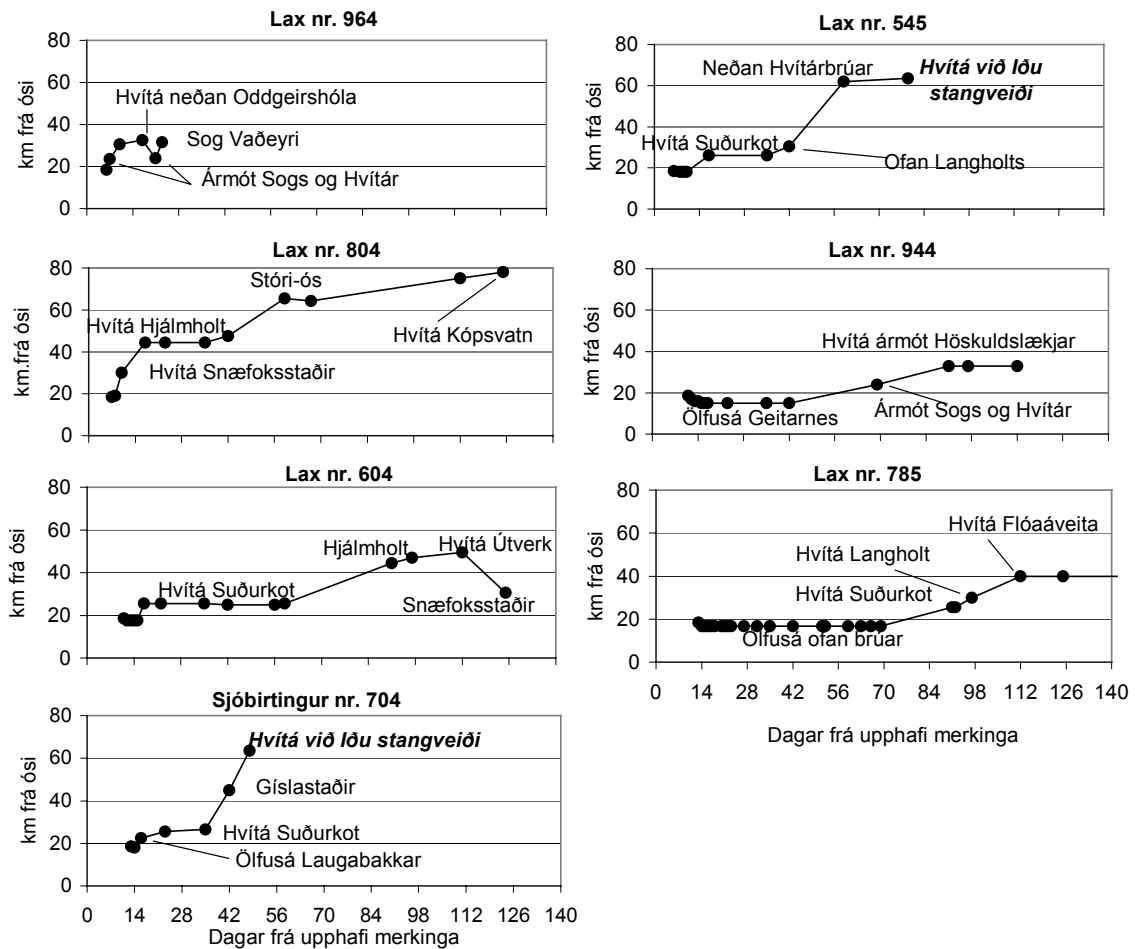 Lax nr. 964
80
60
40
20
0
km frá ósi
Hvítá neðan Oddgeirshóla
Sog Vaðeyri
Ármót Sogs og Hvítár
Lax nr. 545
80
60
40
20
0
km frá ósi
Neðan Hvítárbrúar
Hvítá við Iðu
stangveiði
Hvítá Suðurkot
Ofan Langholts
Lax nr. 804
80
60
40
20
0
km.frá ósi
Stóri-ós
Hvítá Hjálmholt
Hvítá Kópsvatn
Hvítá Snæfoksstaðir
Lax nr. 944
80
60
40
20
0
km frá ósi
Hvítá ármót Höskuldslækjar
Ölfusá Geitarnes
Ármót Sogs og Hvítár
Lax nr. 604
80
60
40
20
0
km frá ósi
Hjálmholt
Hvítá Útverk
Hvítá Suðurkot
Snæfoksstaðir
Lax nr. 785
80
60
40
20
0
km frá ósi
Hvítá Flóaáveita
Hvítá Langholt
Hvítá Suðurkot
Ölfusá ofan brúar
0 14 28 42 56 70 84 98 112 126 140
Dagar frá upphafi merkinga
Sjóbirtingur nr. 704
80
60
40
20
0
km frá ósi
Hvítá við Iðu stangveiði
Gíslastaðir
Hvítá Suðurkot
Ölfusá Laugabakkar
0 14 28 42 56 70 84 98 112 126 140
Dagar frá upphafi merkinga